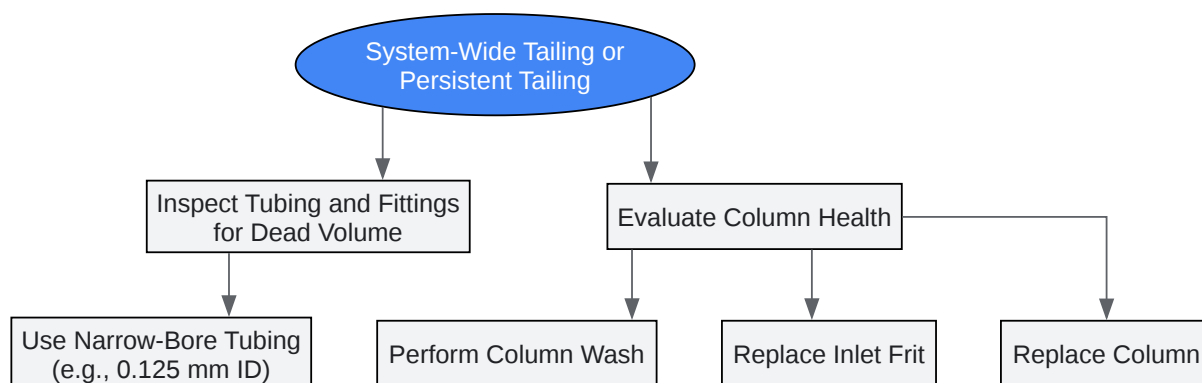 System-Wide Tailing or
Persistent Tailing
Inspect Tubing and Fittings
for Dead Volume
Evaluate Column Health
Use Narrow-Bore Tubing
(e.g., 0.125 mm ID)
Perform Column Wash
Replace Inlet Frit
Replace Column